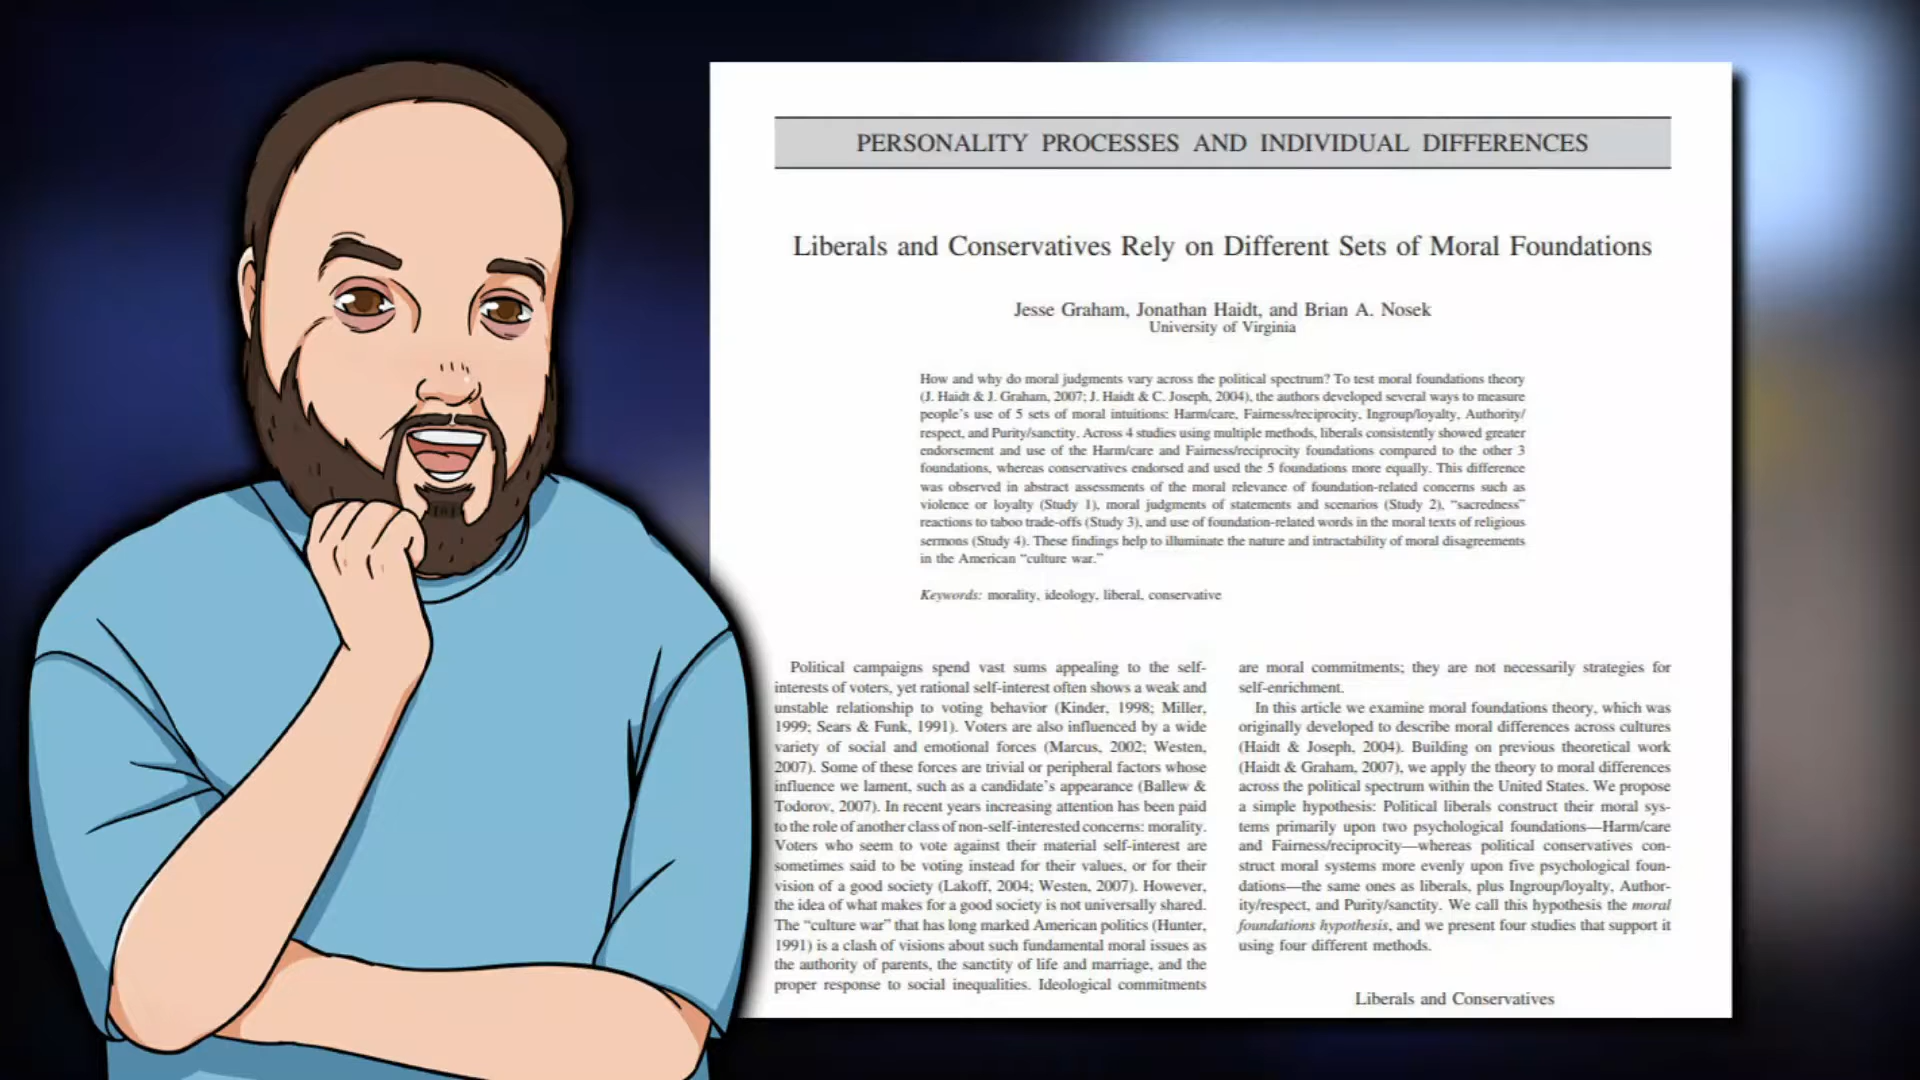 PERSONALITY PROCESSES AND INDIVIDUAL DIFFERENCES
Liberals and Conservatives Rely on Different Sets of Moral Foundations
Jesse Graham, Jonathan Haidt, and Brian A. Nosek
University of Virginia
How and why do moral judgments vary across the political spectrum? To test moral foundations theory
(J. Haidt & J. Graham, 2007; J. Haidt & C. Joseph, 2004), the authors developed several ways to measure
people's use of 5 sets of moral intuitions: Harm/care, Fairness/reciprocity, Ingroup/loyalty, Authority/
respect, and Purity/sanctity. Across 4 studies using multiple methods, liberals consistently showed greater
endorsement and use of the Harm/care and Fairness/reciprocity foundations compared to the other 3
foundations, whereas conservatives endorsed and used the 5 foundations more equally. This difference
was observed in abstract assessments of the moral relevance of foundation-related concerns such as
violence or loyalty (Study 1), moral judgments of statements and scenarios (Study 2), “sacredness”
reactions to taboo trade-offs (Study 3), and use of foundation-related words in the moral texts of religious
sermons (Study 4). These findings help to illuminate the nature and intractability of moral disagreements
in the American “culture war.”
Keywords: morality, ideology, liberal, conservative
Political campaigns spend vast sums appealing to the self-
interests of voters, yet rational self-interest often shows a weak and
unstable relationship to voting behavior (Kinder, 1998; Miller,
1999; Sears & Funk, 1991). Voters are also influenced by a wide
variety of social and emotional forces (Marcus, 2002; Westen,
2007). Some of these forces are trivial or peripheral factors whose
influence we lament, such as a candidate's appearance (Ballew &
Todorov, 2007). In recent years increasing attention has been paid
to the role of another class of non-self-interested concerns: morality.
Voters who seem to vote against their material self-interest are
sometimes said to be voting instead for their values, or for their
vision of a good society (Lakoff, 2004; Westen, 2007). However,
the idea of what makes for a good society is not universally shared.
The “culture war” that has long marked American politics (Hunter,
1991) is a clash of visions about such fundamental moral issues as
the authority of parents, the sanctity of life and marriage, and the
proper response to social inequalities. Ideological commitments
are moral commitments; they are not necessarily strategies for
self-enrichment.
In this article we examine moral foundations theory, which was
originally developed to describe moral differences across cultures
(Haidt & Joseph, 2004). Building on previous theoretical work
(Haidt & Graham, 2007), we apply the theory to moral differences
across the political spectrum within the United States. We propose
a simple hypothesis: Political liberals construct their moral sys-
tems primarily upon two psychological foundations—Harm/care
and Fairness/reciprocity—whereas political conservatives con-
struct moral systems more evenly upon five psychological foun-
dations—the same ones as liberals, plus Ingroup/loyalty, Author-
ity/respect, and Purity/sanctity. We call this hypothesis the moral
foundations hypothesis, and we present four studies that support it
using four different methods.
Liberals and Conservatives